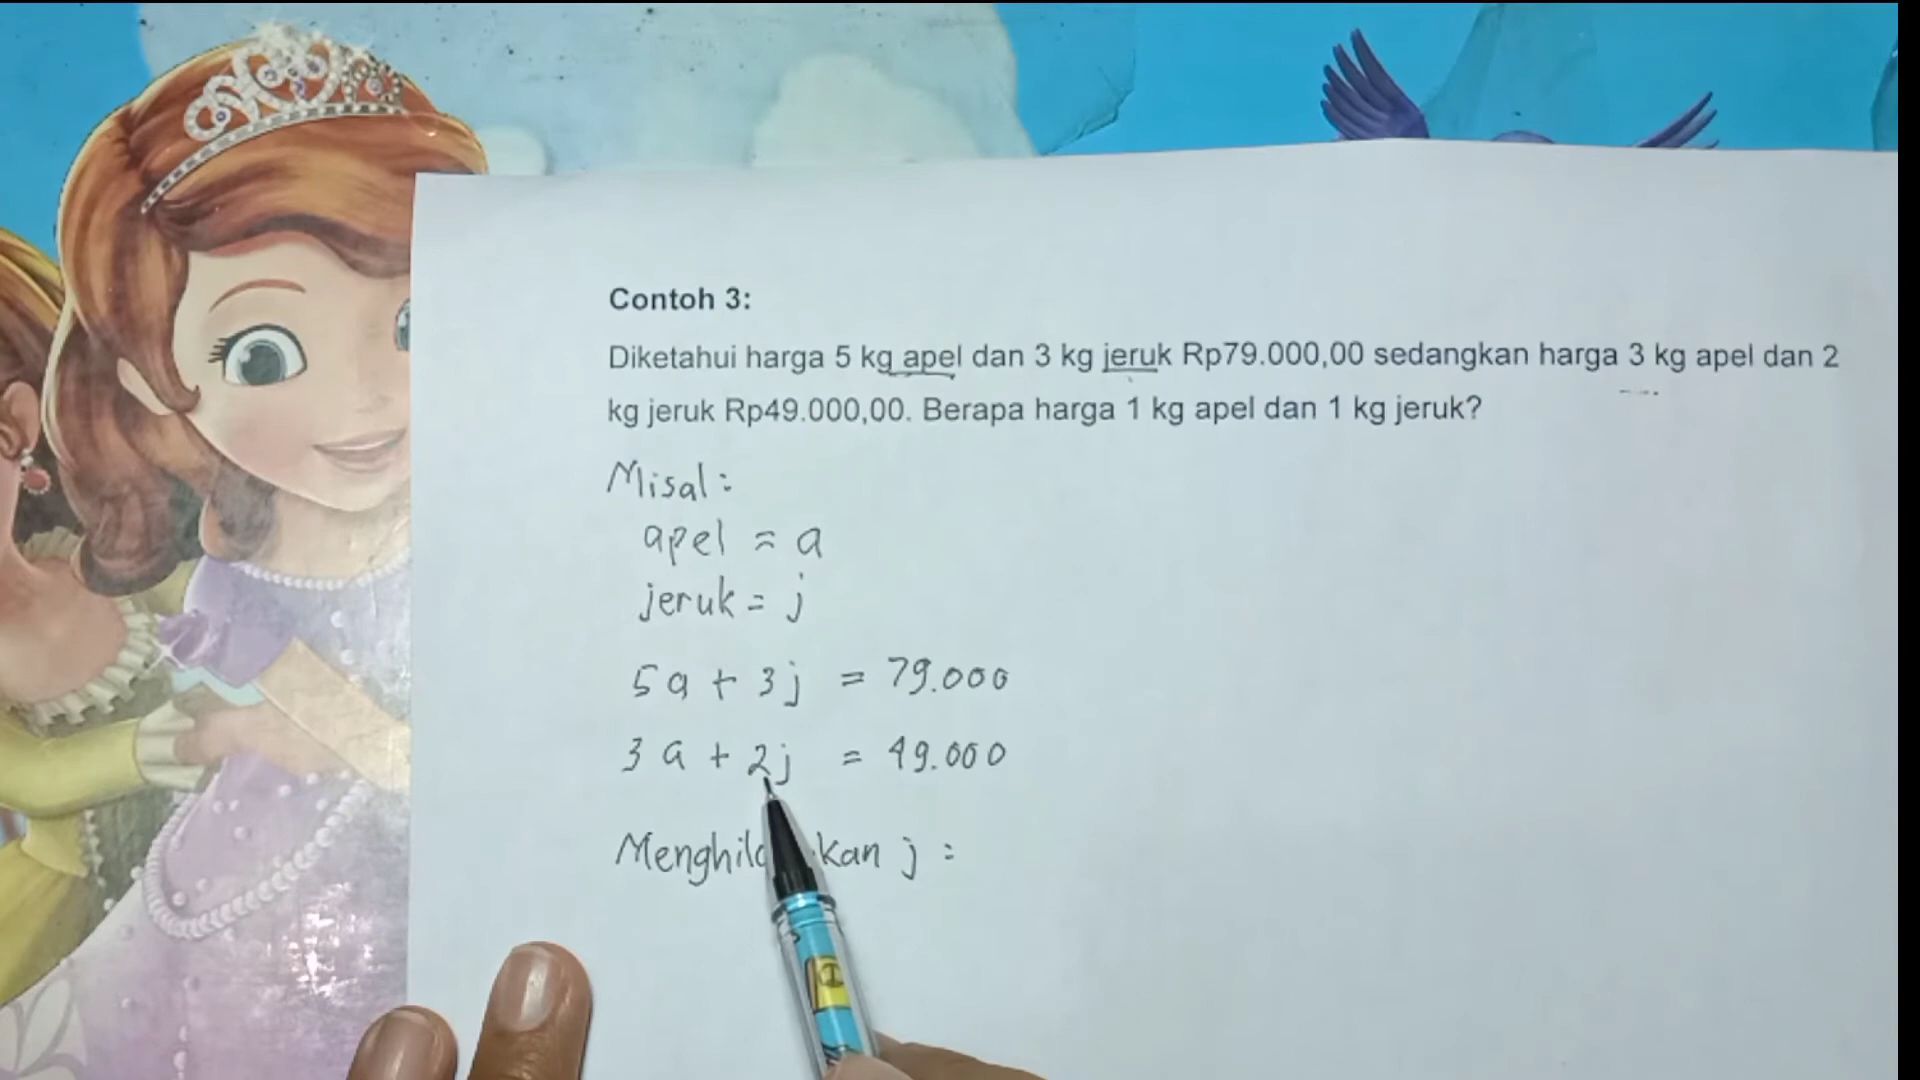 Contoh 3:
Diketahui harga 5 kg apel dan 3 kg jeruk Rp79.000,00 sedangkan harga 3 kg apel dan 2
kg jeruk Rp49.000,00. Berapa harga 1 kg apel dan 1 kg jeruk?
Misal:
apel = a
jeruk = j
5a + 3j = 79.000
3a + 2j = 49.000
j =